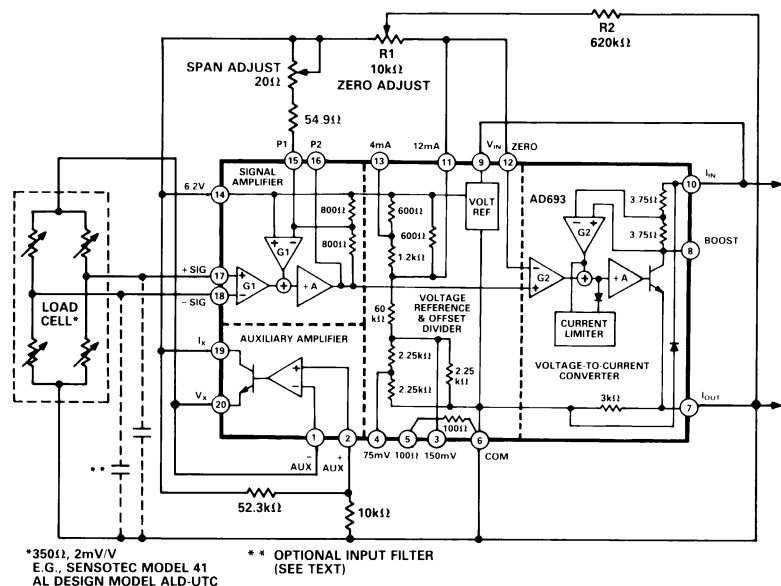 R2
620kΩ
R1
10kΩ
ZERO ADJUST
SPAN ADJUST
20Ω
54.9Ω
P1
P2
4mA
12mA
VIN
ZERO
15
16
13
11
9
12
SIGNAL
AMPLIFIER
6.2V
14
800Ω
800Ω
600Ω
600Ω
1.2kΩ
VOLT
REF
AD693
3.75Ω
3.75Ω
10
IIN
8
BOOST
G1
G2
+ SIG
17
G1
+A
- SIG
18
G2
+A
LOAD
CELL*
60
kΩ
VOLTAGE
REFERENCE
& OFFSET
DIVIDER
CURRENT
LIMITER
AUXILIARY AMPLIFIER
IX
19
2.25kΩ
2.25kΩ
2.25
kΩ
VOLTAGE-TO-CURRENT
CONVERTER
VX
20
3kΩ
7
IOUT
100Ω
1
2
4
5
3
6
- AUX
+ AUX
75mV
100Ω
150mV
COM
* *
52.3kΩ
10kΩ
*350Ω, 2mV/V
E.G., SENSOTEC MODEL 41
AL DESIGN MODEL ALD-UTC
* * OPTIONAL INPUT FILTER
(SEE TEXT)